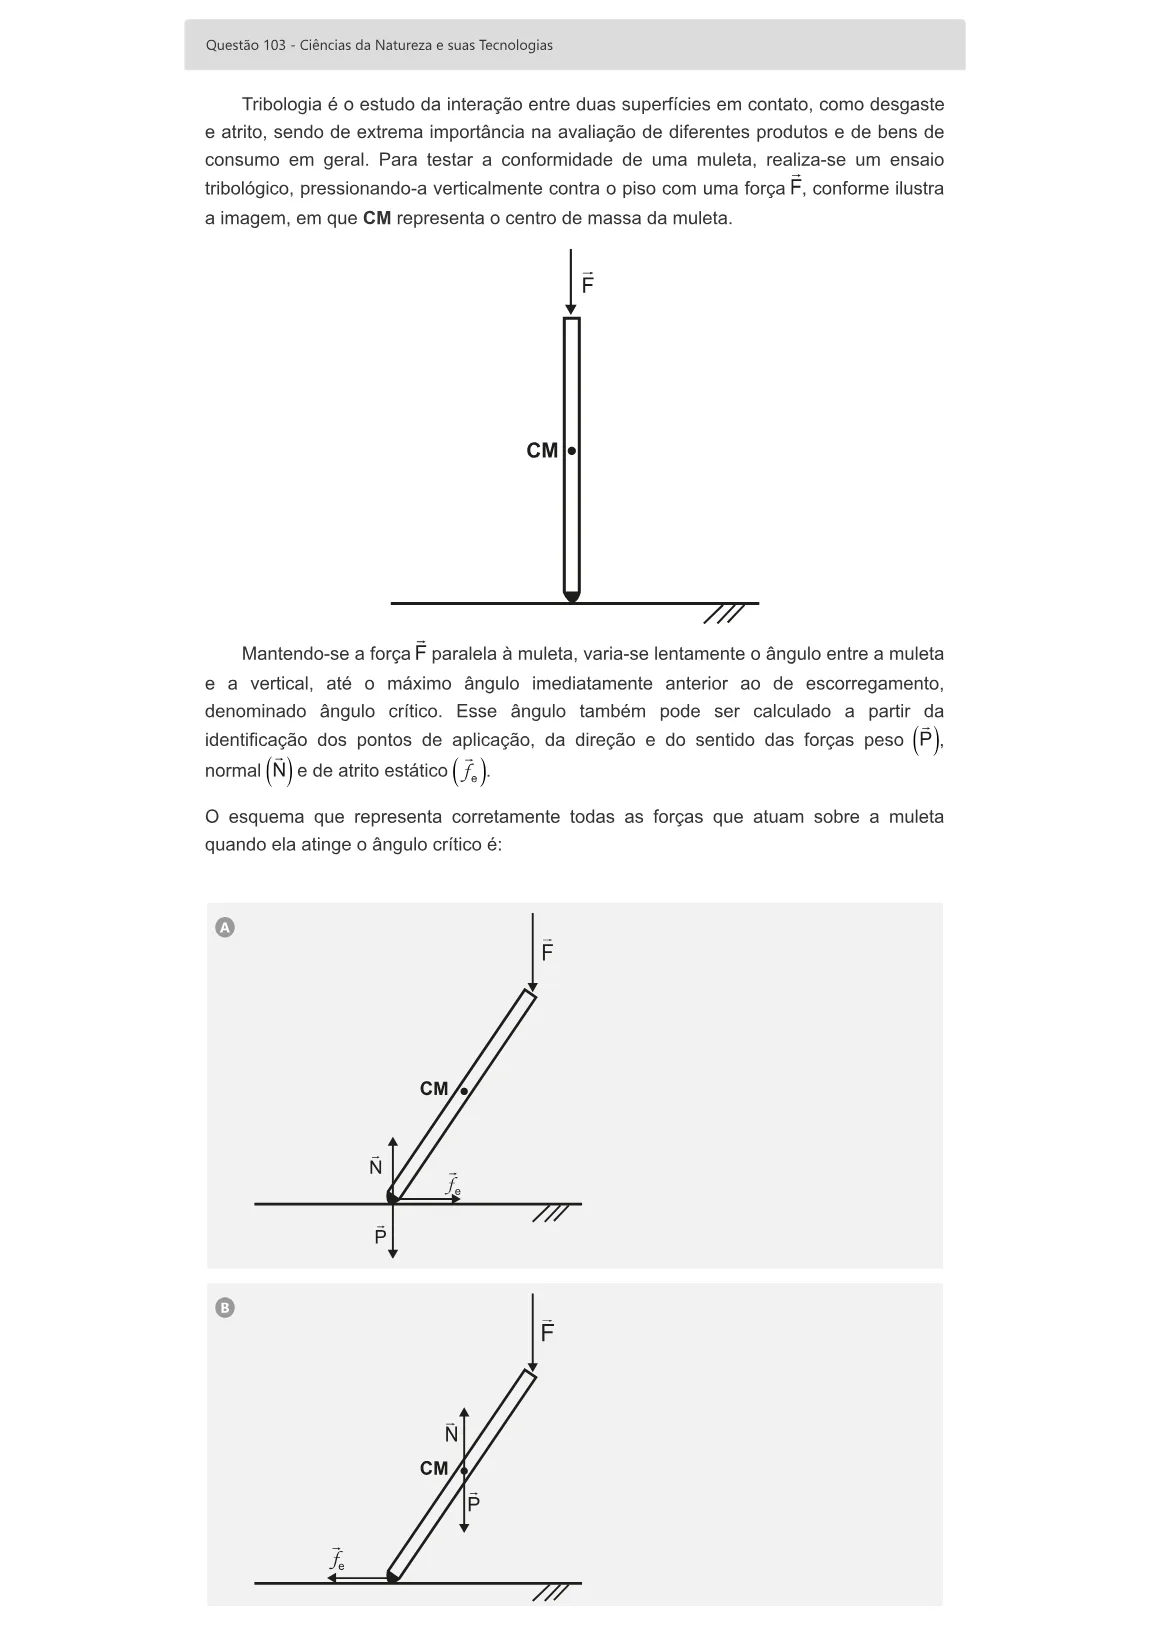 Questão 103 - Ciências da Natureza e suas Tecnologias
Tribologia é o estudo da interação entre duas superfícies em contato, como desgaste
e atrito, sendo de extrema importância na avaliação de diferentes produtos e de bens de
consumo em geral. Para testar a conformidade de uma muleta, realiza-se um ensaio
tribológico, pressionando-a verticalmente contra o piso com uma força F⃗, conforme ilustra
a imagem, em que CM representa o centro de massa da muleta.
F⃗
CM
Mantendo-se a força F⃗ paralela à muleta, varia-se lentamente o ângulo entre a muleta
e a vertical, até o máximo ângulo imediatamente anterior ao de escorregamento,
denominado ângulo crítico. Esse ângulo também pode ser calculado a partir da
identificação dos pontos de aplicação, da direção e do sentido das forças peso (P⃗),
normal (N⃗) e de atrito estático (f⃗e).
O esquema que representa corretamente todas as forças que atuam sobre a muleta
quando ela atinge o ângulo crítico é:
A
F⃗
CM
N⃗
f⃗e
P⃗
B
F⃗
N⃗
CM
P⃗
f⃗e